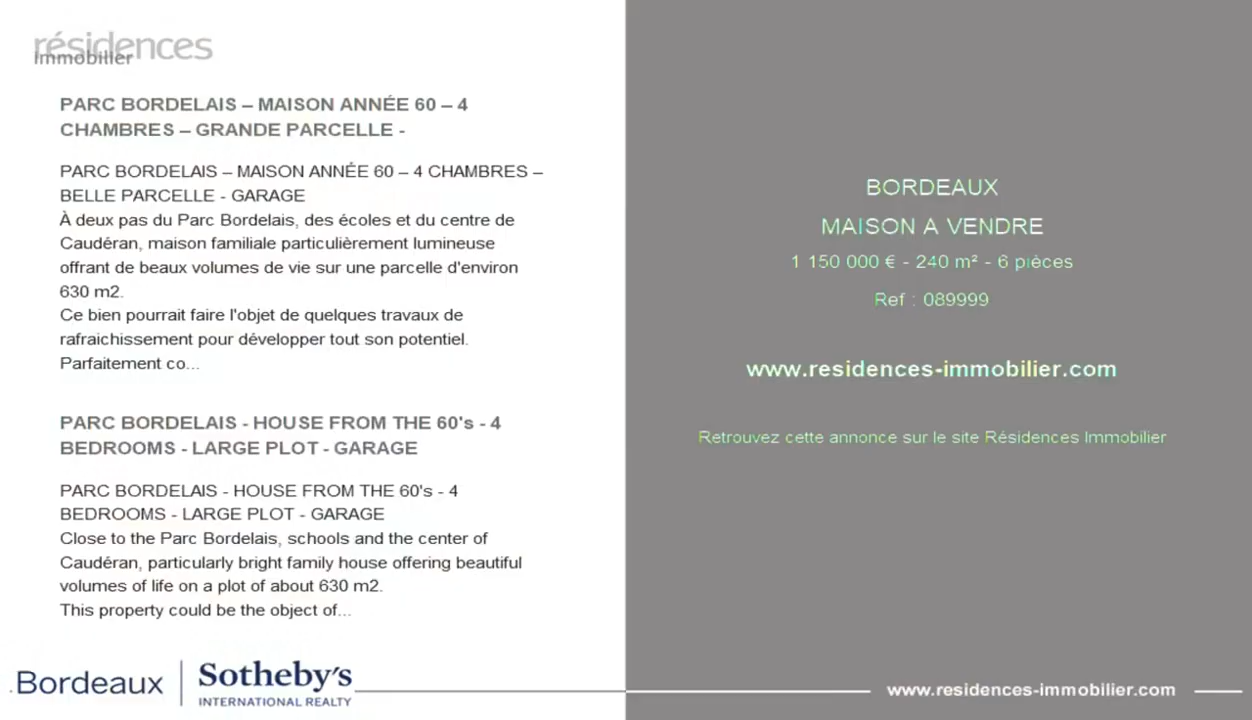 résidences
Immobilier
PARC BORDELAIS – MAISON ANNÉE 60 – 4
CHAMBRES – GRANDE PARCELLE -
PARC BORDELAIS – MAISON ANNÉE 60 – 4 CHAMBRES –
BELLE PARCELLE - GARAGE
À deux pas du Parc Bordelais, des écoles et du centre de
Caudéran, maison familiale particulièrement lumineuse
offrant de beaux volumes de vie sur une parcelle d'environ
630 m2.
Ce bien pourrait faire l'objet de quelques travaux de
rafraichissement pour développer tout son potentiel.
Parfaitement co...
PARC BORDELAIS - HOUSE FROM THE 60's - 4
BEDROOMS - LARGE PLOT - GARAGE
PARC BORDELAIS - HOUSE FROM THE 60's - 4
BEDROOMS - LARGE PLOT - GARAGE
Close to the Parc Bordelais, schools and the center of
Caudéran, particularly bright family house offering beautiful
volumes of life on a plot of about 630 m2.
This property could be the object of...
Bordeaux
Sotheby's
INTERNATIONAL REALTY
BORDEAUX
MAISON A VENDRE
1 150 000 € - 240 m² - 6 pièces
Ref : 089999
www.residences-immobilier.com
Retrouvez cette annonce sur le site Résidences Immobilier
www.residences-immobilier.com